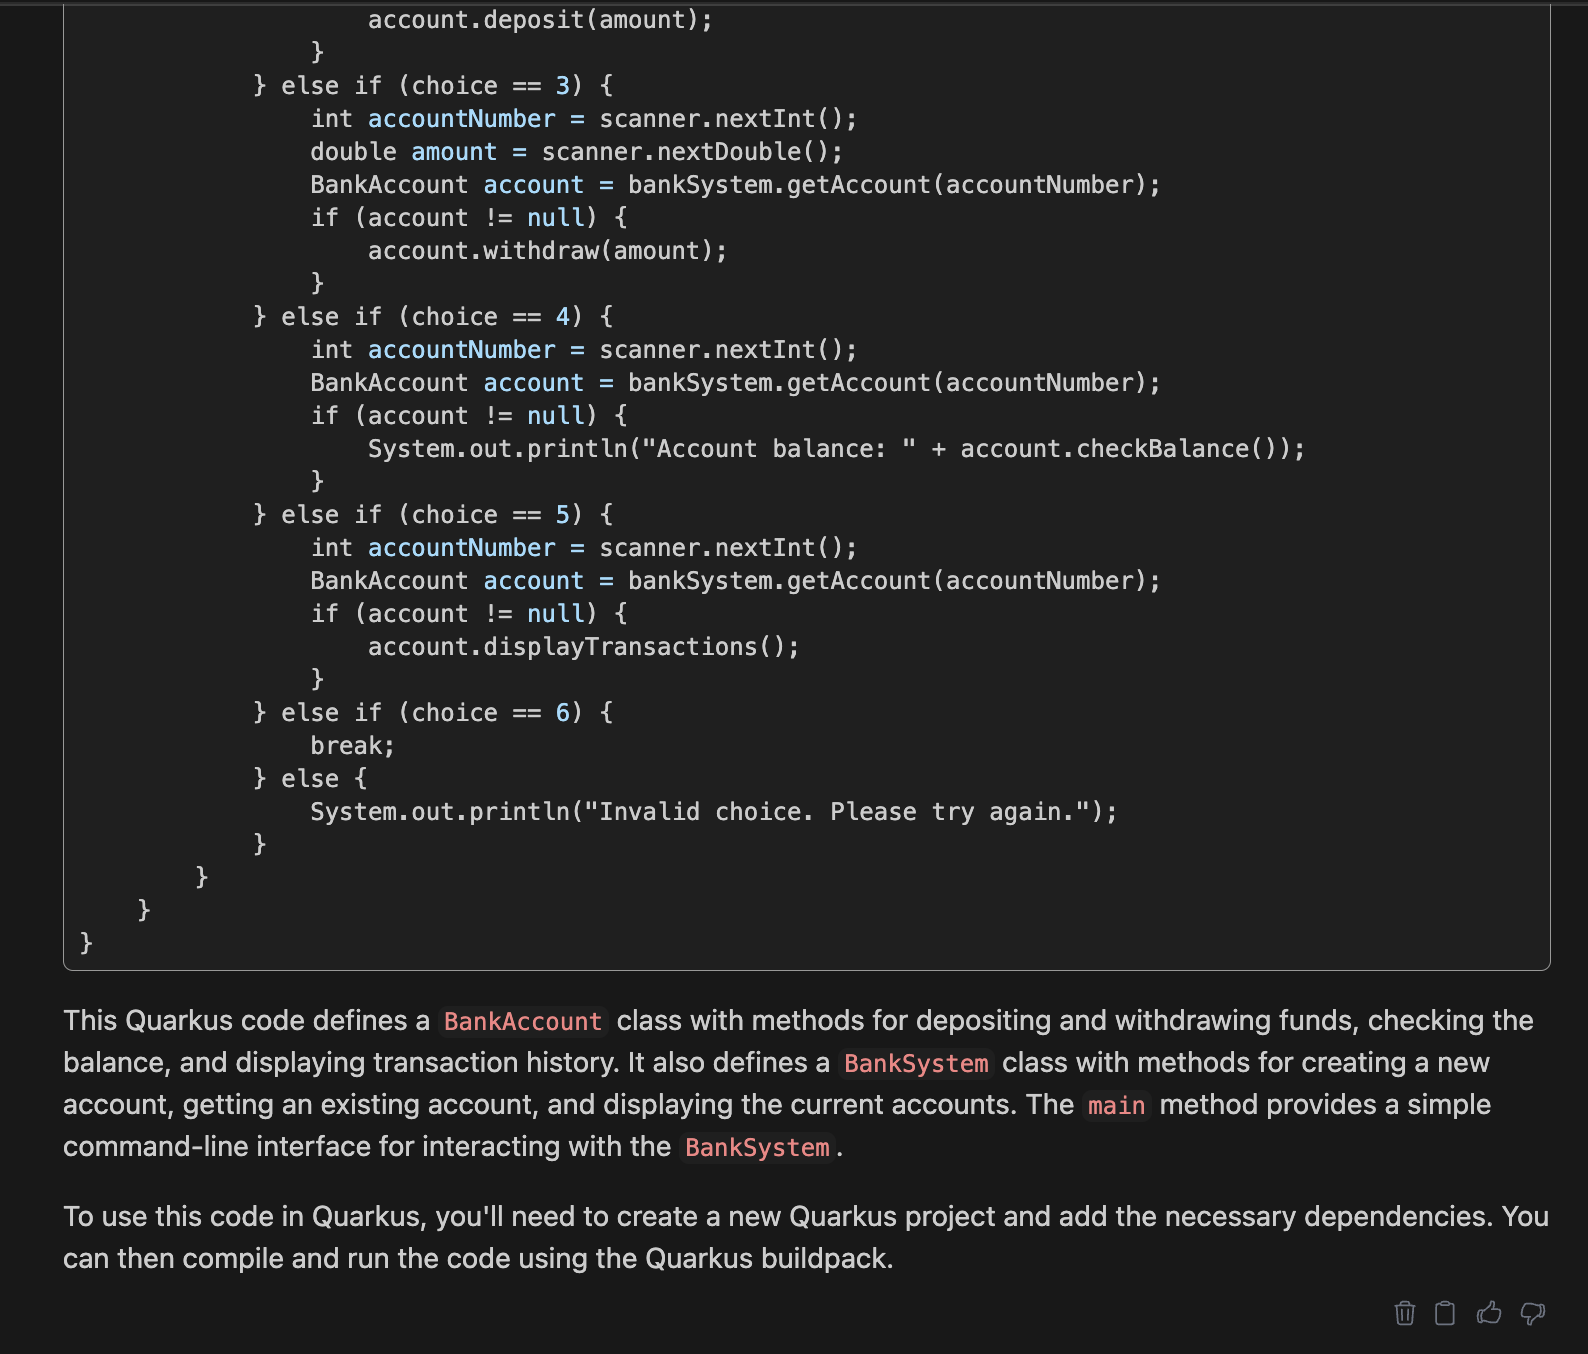 account.deposit(amount);
                }
            } else if (choice == 3) {
                int accountNumber = scanner.nextInt();
                double amount = scanner.nextDouble();
                BankAccount account = bankSystem.getAccount(accountNumber);
                if (account != null) {
                    account.withdraw(amount);
                }
            } else if (choice == 4) {
                int accountNumber = scanner.nextInt();
                BankAccount account = bankSystem.getAccount(accountNumber);
                if (account != null) {
                    System.out.println("Account balance: " + account.checkBalance());
                }
            } else if (choice == 5) {
                int accountNumber = scanner.nextInt();
                BankAccount account = bankSystem.getAccount(accountNumber);
                if (account != null) {
                    account.displayTransactions();
                }
            } else if (choice == 6) {
                break;
            } else {
                System.out.println("Invalid choice. Please try again.");
            }
        }
    }
}
This Quarkus code defines a BankAccount class with methods for depositing and withdrawing funds, checking the
balance, and displaying transaction history. It also defines a BankSystem class with methods for creating a new
account, getting an existing account, and displaying the current accounts. The main method provides a simple
command-line interface for interacting with the BankSystem.
To use this code in Quarkus, you'll need to create a new Quarkus project and add the necessary dependencies. You
can then compile and run the code using the Quarkus buildpack.